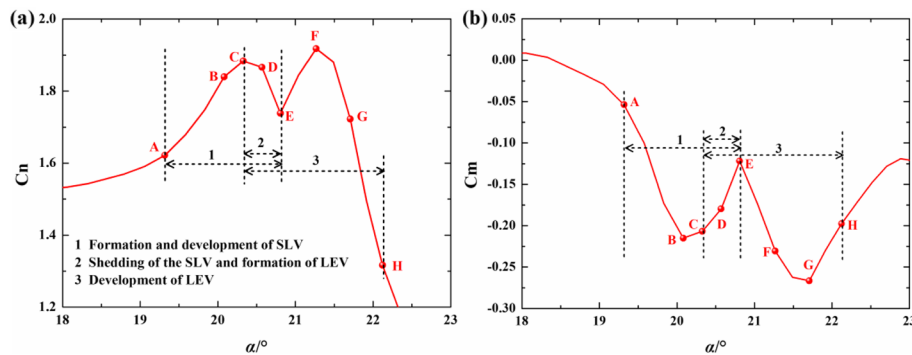 (a)
2.0
1.8
1.6
1.4
1.2
Cn
A
B
C
D
E
F
G
H
1
2
3
1 Formation and development of SLV
2 Shedding of the SLV and formation of LEV
3 Development of LEV
18 19 20 21 22 23
α/°
(b)
0.05
0.00
-0.05
-0.10
-0.15
-0.20
-0.25
-0.30
Cm
A
B
C
D
E
F
G
H
1
2
3
18 19 20 21 22 23
α/°